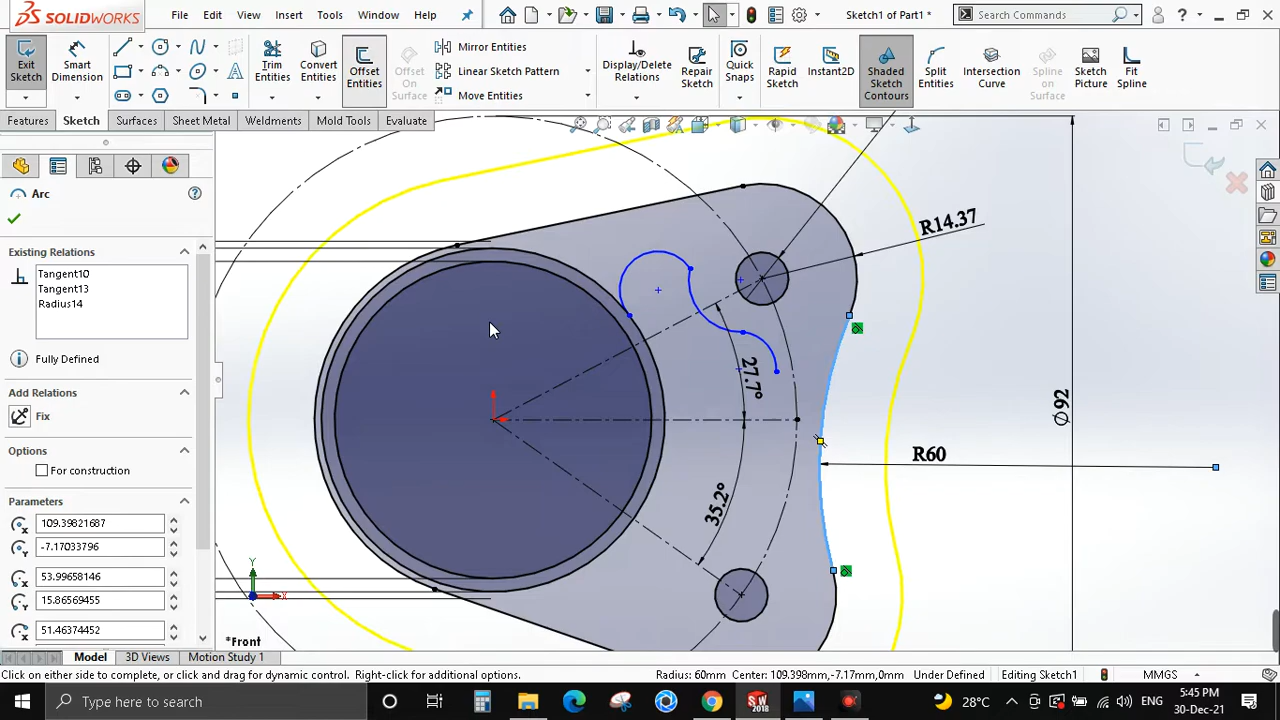 SOLIDWORKS File Edit View Insert Tools Window Sketch1 of Part1 * Search Commands ?
Exit Sketch Smart Dimension Trim Entities Convert Entities Offset Entities Offset On Surface Mirror Entities Linear Sketch Pattern Move Entities Display/Delete Relations Repair Sketch Quick Snaps Rapid Sketch Instant2D Shaded Sketch Contours Split Entities Intersection Curve Spline on Surface Sketch Picture Fit Spline
Features Sketch Surfaces Sheet Metal Weldments Mold Tools Evaluate
Arc
Existing Relations
Tangent10
Tangent13
Radius14
Fully Defined
Add Relations
Fix
Options
For construction
Parameters
109.39821687
-7.17033796
53.99658146
15.86569455
51.46374452
R14.37
27.7°
35.2°
R60
∅92
Y
X
*Front
Model 3D Views Motion Study 1
Click on either side to complete, or click and drag for dynamic control. Right-click for additional options. Radius: 60mm Center: 109.398mm,-7.17mm,0mm Under Defined Editing Sketch1 MMGS
Type here to search
SW 2018
28°C ENG 5:45 PM
30-Dec-21